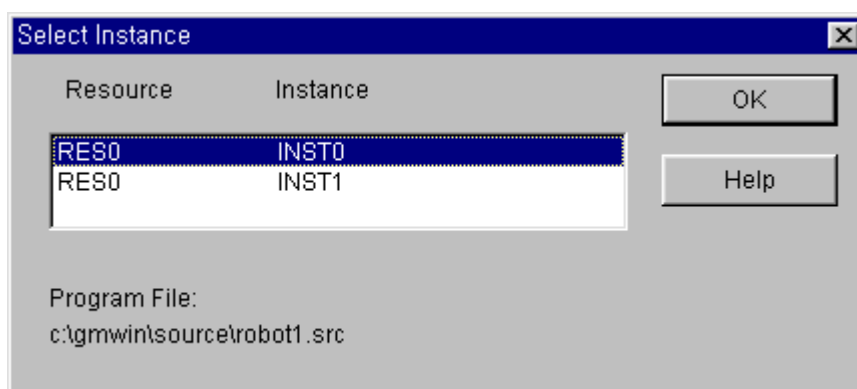 Select Instance
Resource Instance
OK
RES0 INST0
RES0 INST1
Help
Program File:
c:\gmwin\source\robot1.src